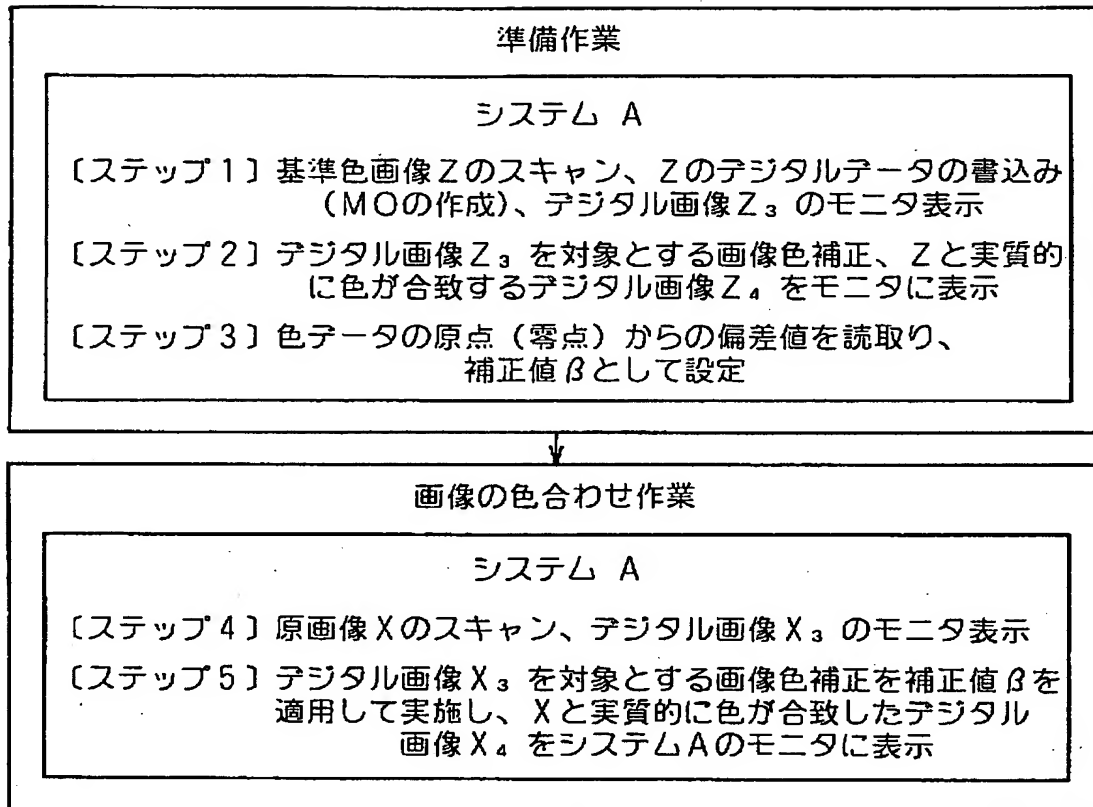 準備作業
システム A
〔ステップ1〕基準色画像Zのスキャン、Zのデジタルデータの書込み
(MOの作成)、デジタル画像Z₃ のモニタ表示
〔ステップ2〕デジタル画像Z₃ を対象とする画像色補正、Zと実質的
に色が合致するデジタル画像Z₄ をモニタに表示
〔ステップ3〕色データの原点(零点)からの偏差値を読取り、
補正値βとして設定
画像の色合わせ作業
システム A
〔ステップ4〕原画像Xのスキャン、デジタル画像X₃ のモニタ表示
〔ステップ5〕デジタル画像X₃ を対象とする画像色補正を補正値βを
適用して実施し、Xと実質的に色が合致したデジタル
画像X₄ をシステムAのモニタに表示